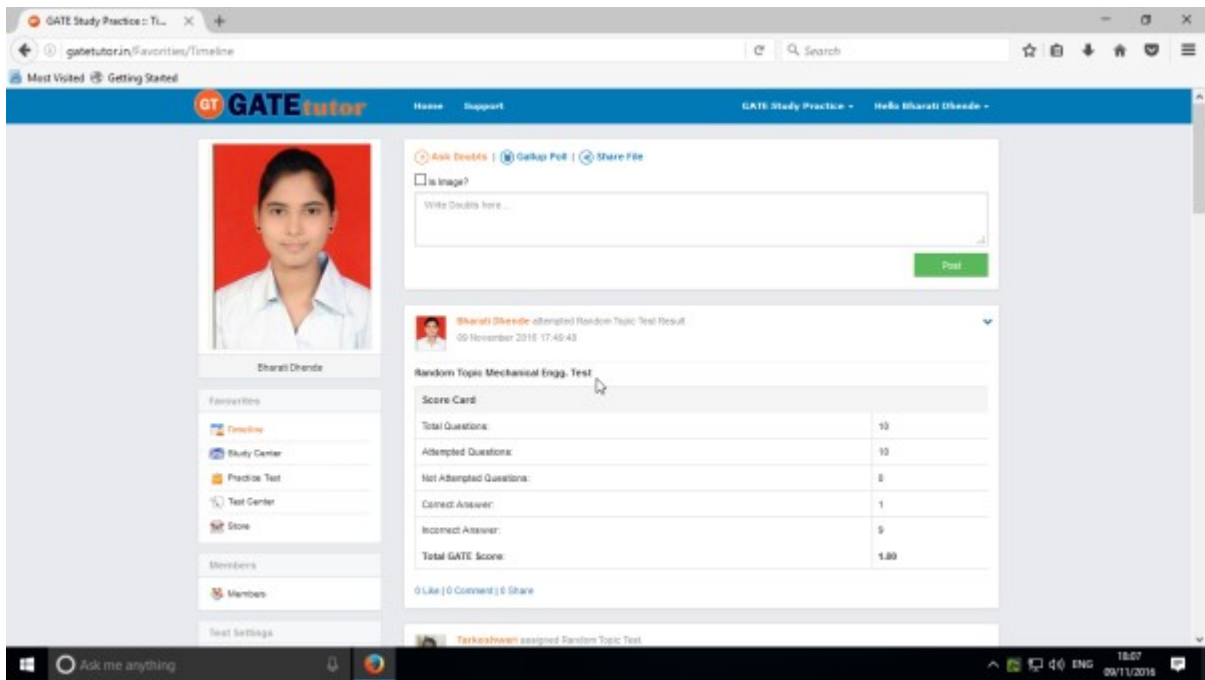 GATE Study Practice :: Ti...
gatetutor.in/Favorities/Timeline
Search
Most Visited Getting Started
GT GATEtutor Home Support GATE Study Practice Hello Bharati Dhende
Ask Doubts | Gallup Poll | Share File
Is Image?
Write Doubts here...
Post
Bharati Dhende
Favourites
Timeline
Study Center
Practice Test
Test Center
Store
Members
Members
Test Settings
Bharati Dhende attempted Random Topic Test Result
09 November 2016 17:49:48
Random Topic Mechanical Engg. Test
Score Card
Total Questions: 10
Attempted Questions: 10
Not Attempted Questions: 0
Correct Answer: 1
Incorrect Answer: 9
Total GATE Score: 1.80
0 Like | 0 Comment | 0 Share
Tarkeshwari assigned Random Topic Test
Ask me anything
ENG
18:07
09/11/2016